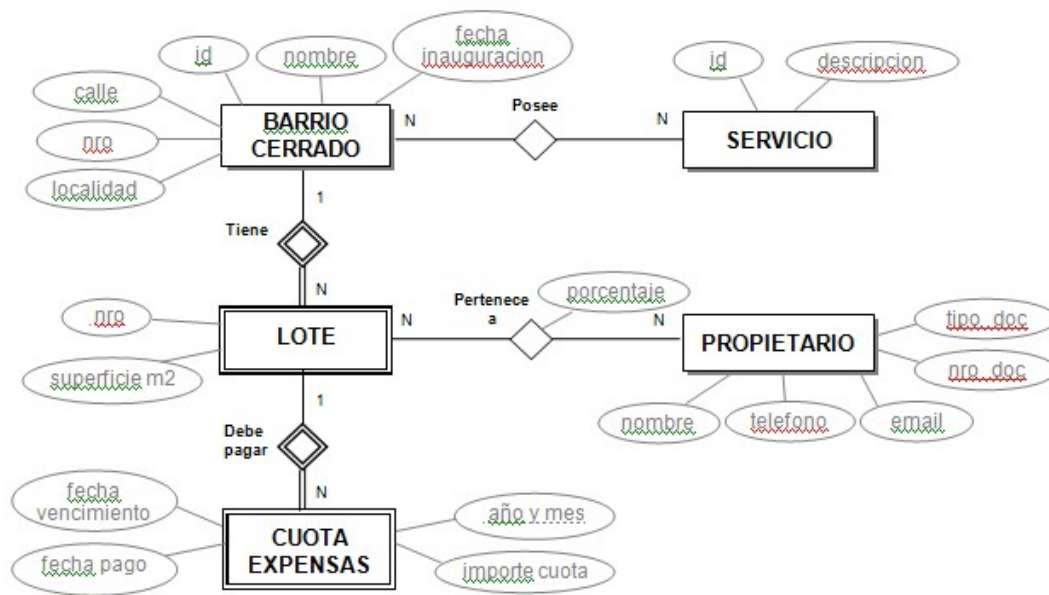 id
nombre
fecha
inauguracion
id
descripcion
calle
nro
localidad
BARRIO
CERRADO
N
Posee
N
SERVICIO
1
Tiene
N
nro
superficie m2
LOTE
N
Pertenece
a
porcentaje
N
PROPIETARIO
tipo_doc
nro_doc
nombre
telefono
email
1
Debe
pagar
N
fecha
vencimiento
fecha pago
CUOTA
EXPENSAS
año y mes
importe cuota